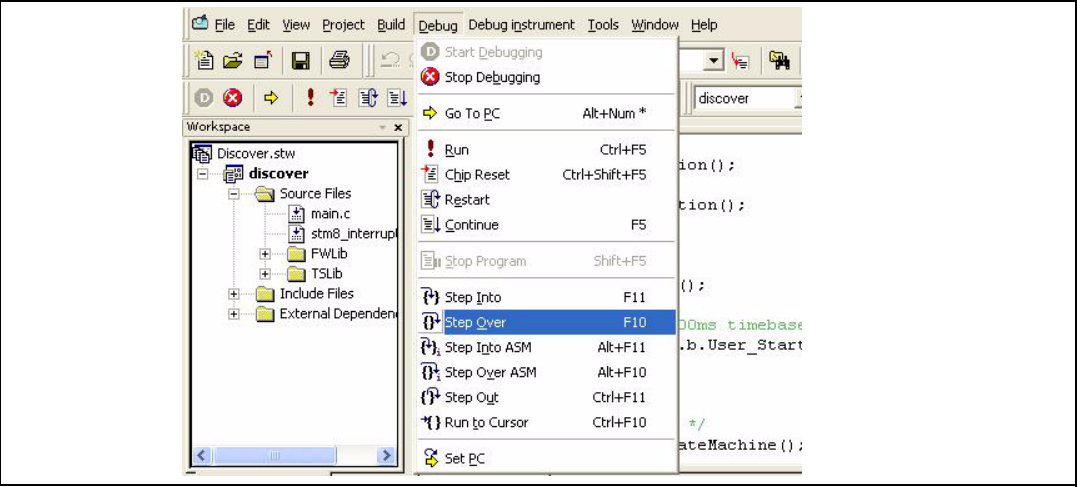 File Edit View Project Build Debug Debug instrument Tools Window Help
Start Debugging
Stop Debugging
discover
Go To PC Alt+Num *
Workspace
Run Ctrl+F5
Chip Reset Ctrl+Shift+F5
Restart
Continue F5
Stop Program Shift+F5
Step Into F11
Step Over F10
Step Into ASM Alt+F11
Step Over ASM Alt+F10
Step Out Ctrl+F11
Run to Cursor Ctrl+F10
Set PC
Discover.stw
discover
Source Files
main.c
stm8_interrup
FWLib
TSLib
Include Files
External Dependen
ion();
tion();
();
00ms timebase
.b.User_Start
*/
ateMachine();